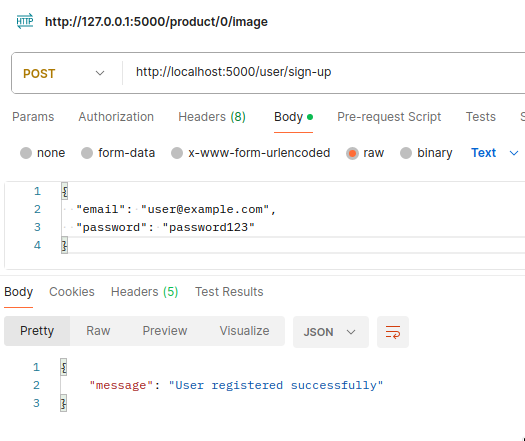 HTTP http://127.0.0.1:5000/product/0/image
POST http://localhost:5000/user/sign-up
Params Authorization Headers (8) Body Pre-request Script Tests S
none form-data x-www-form-urlencoded raw binary Text
1 {
2 "email": "user@example.com",
3 "password": "password123"
4 }
Body Cookies Headers (5) Test Results
Pretty Raw Preview Visualize JSON
1 {
2 "message": "User registered successfully"
3 }